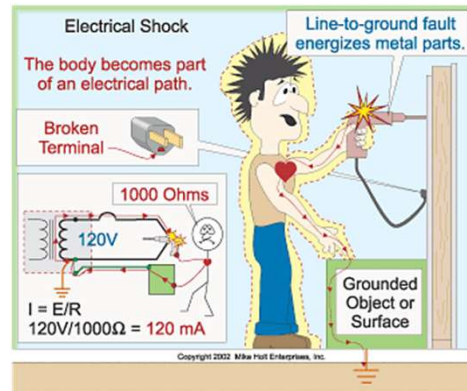 Electrical Shock
The body becomes part
of an electrical path.
Line-to-ground fault
energizes metal parts.
Broken
Terminal
1000 Ohms
120V
I = E/R
120V/1000Ω = 120 mA
Grounded
Object or
Surface
Copyright 2002 Mike Holt Enterprises, Inc.